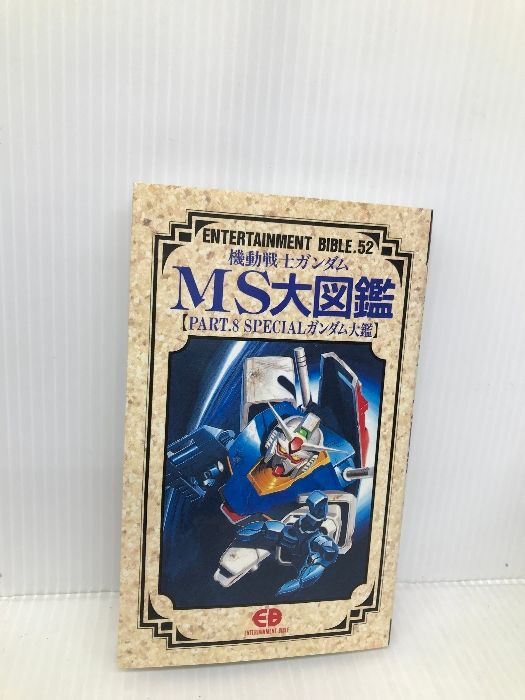 ENTERTAINMENT BIBLE.52
機動戦士ガンダム
MS大図鑑
【PART.8 SPECIALガンダム大鑑】
EB
ENTERTAINMENT BIBLE